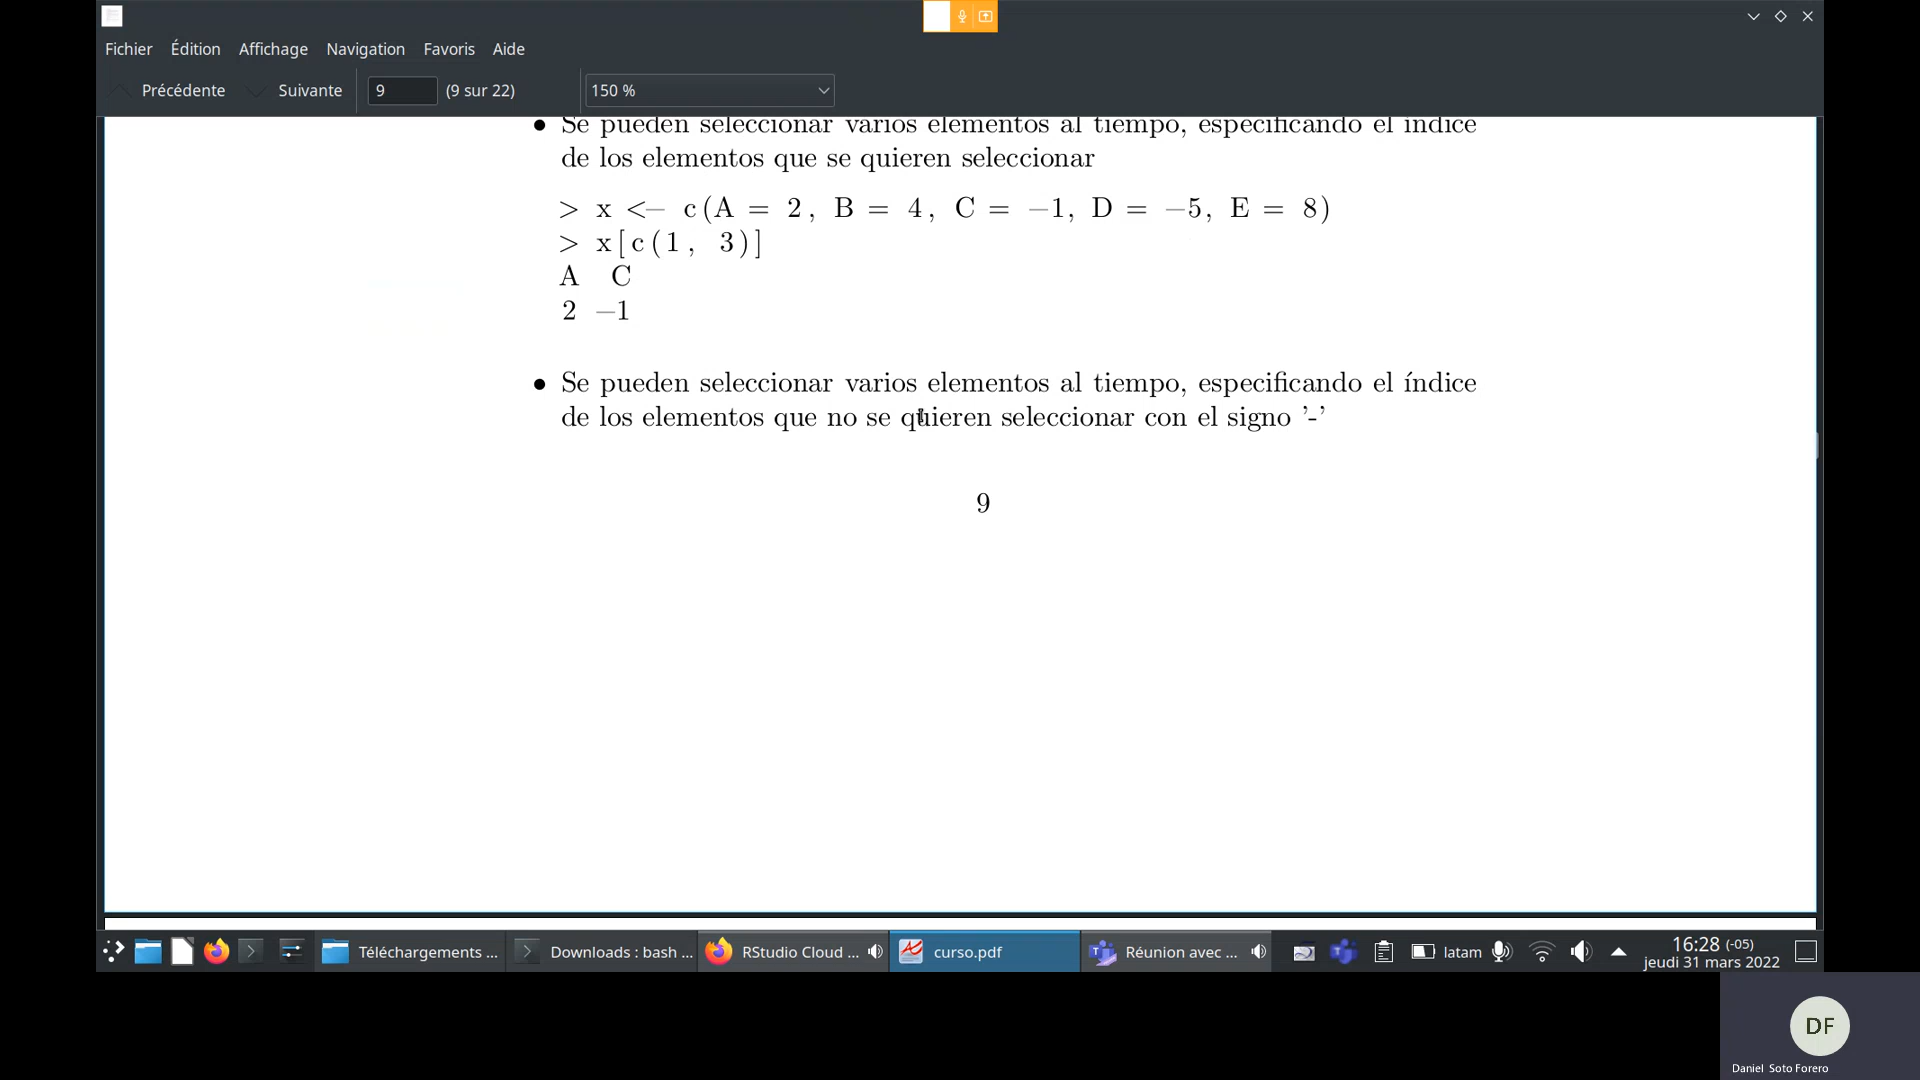 Fichier Édition Affichage Navigation Favoris Aide
Précédente Suivante 9 (9 sur 22) 150 %
• Se pueden seleccionar varios elementos al tiempo, especificando el índice
de los elementos que se quieren seleccionar
> x <− c(A = 2, B = 4, C = −1, D = −5, E = 8)
> x[c(1, 3)]
A C
2 −1
• Se pueden seleccionar varios elementos al tiempo, especificando el índice
de los elementos que no se quieren seleccionar con el signo '-'
9
Téléchargements ... Downloads : bash ... RStudio Cloud ... curso.pdf Réunion avec ... latam 16:28 (-05)
jeudi 31 mars 2022
DF
Daniel Soto Forero